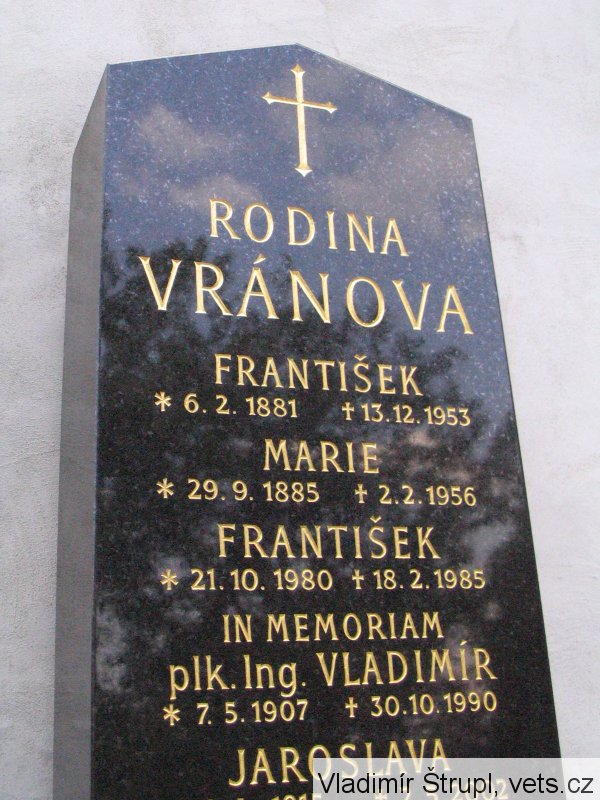 RODINA
VRÁNOVA
FRANTIŠEK
* 6. 2. 1881 † 13. 12. 1953
MARIE
* 29. 9. 1885 † 2. 2. 1956
FRANTIŠEK
* 21. 10. 1980 † 18. 2. 1985
IN MEMORIAM
plk. Ing. VLADIMÍR
* 7. 5. 1907 † 30. 10. 1990
JAROSLAVA
Vladimír Štrupl, vets.cz